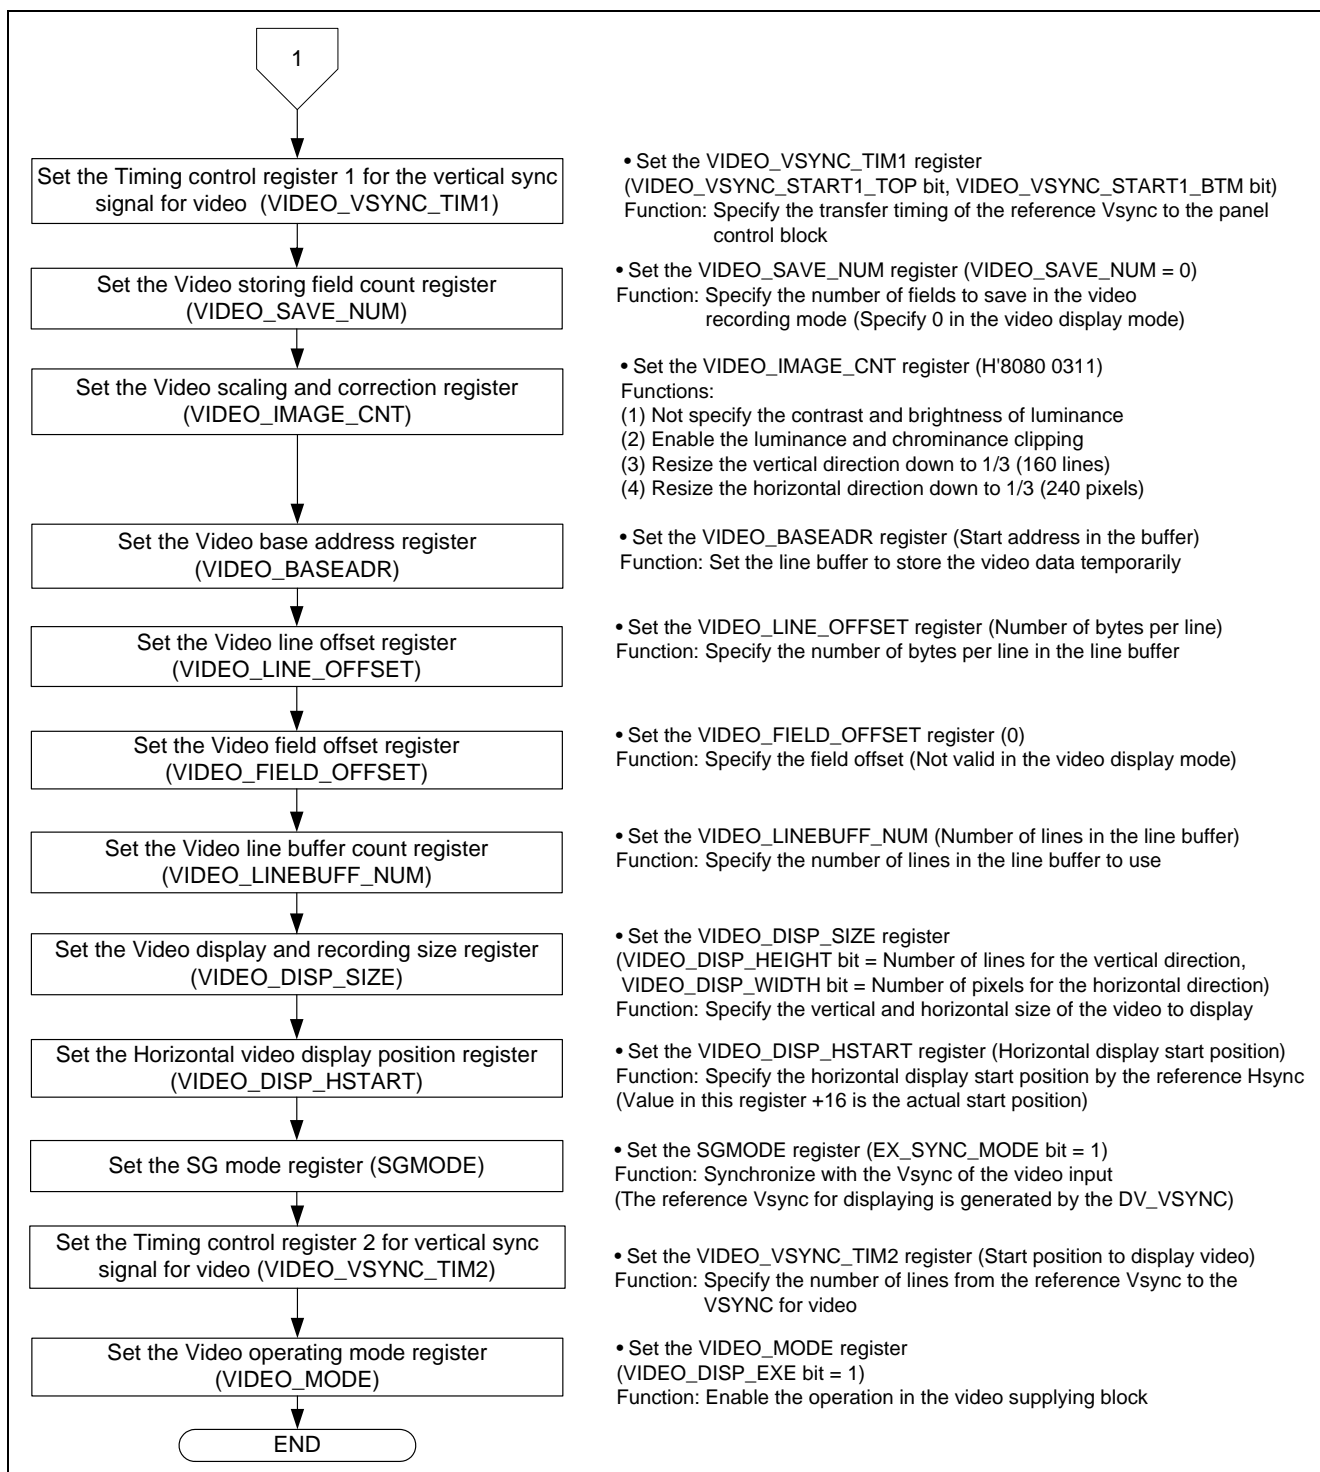 1
Set the Timing control register 1 for the vertical sync
signal for video (VIDEO_VSYNC_TIM1)
• Set the VIDEO_VSYNC_TIM1 register
(VIDEO_VSYNC_START1_TOP bit, VIDEO_VSYNC_START1_BTM bit)
Function: Specify the transfer timing of the reference Vsync to the panel
control block
Set the Video storing field count register
(VIDEO_SAVE_NUM)
• Set the VIDEO_SAVE_NUM register (VIDEO_SAVE_NUM = 0)
Function: Specify the number of fields to save in the video
recording mode (Specify 0 in the video display mode)
Set the Video scaling and correction register
(VIDEO_IMAGE_CNT)
• Set the VIDEO_IMAGE_CNT register (H'8080 0311)
Functions:
(1) Not specify the contrast and brightness of luminance
(2) Enable the luminance and chrominance clipping
(3) Resize the vertical direction down to 1/3 (160 lines)
(4) Resize the horizontal direction down to 1/3 (240 pixels)
Set the Video base address register
(VIDEO_BASEADR)
• Set the VIDEO_BASEADR register (Start address in the buffer)
Function: Set the line buffer to store the video data temporarily
Set the Video line offset register
(VIDEO_LINE_OFFSET)
• Set the VIDEO_LINE_OFFSET register (Number of bytes per line)
Function: Specify the number of bytes per line in the line buffer
Set the Video field offset register
(VIDEO_FIELD_OFFSET)
• Set the VIDEO_FIELD_OFFSET register (0)
Function: Specify the field offset (Not valid in the video display mode)
Set the Video line buffer count register
(VIDEO_LINEBUFF_NUM)
• Set the VIDEO_LINEBUFF_NUM (Number of lines in the line buffer)
Function: Specify the number of lines in the line buffer to use
Set the Video display and recording size register
(VIDEO_DISP_SIZE)
• Set the VIDEO_DISP_SIZE register
(VIDEO_DISP_HEIGHT bit = Number of lines for the vertical direction,
VIDEO_DISP_WIDTH bit = Number of pixels for the horizontal direction)
Function: Specify the vertical and horizontal size of the video to display
Set the Horizontal video display position register
(VIDEO_DISP_HSTART)
• Set the VIDEO_DISP_HSTART register (Horizontal display start position)
Function: Specify the horizontal display start position by the reference Hsync
(Value in this register +16 is the actual start position)
Set the SG mode register (SGMODE)
• Set the SGMODE register (EX_SYNC_MODE bit = 1)
Function: Synchronize with the Vsync of the video input
(The reference Vsync for displaying is generated by the DV_VSYNC)
Set the Timing control register 2 for vertical sync
signal for video (VIDEO_VSYNC_TIM2)
• Set the VIDEO_VSYNC_TIM2 register (Start position to display video)
Function: Specify the number of lines from the reference Vsync to the
VSYNC for video
Set the Video operating mode register
(VIDEO_MODE)
• Set the VIDEO_MODE register
(VIDEO_DISP_EXE bit = 1)
Function: Enable the operation in the video supplying block
END